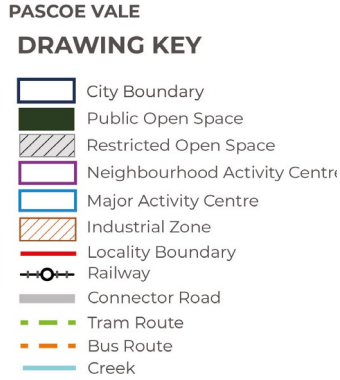 PASCOE VALE
DRAWING KEY
City Boundary
Public Open Space
Restricted Open Space
Neighbourhood Activity Centre
Major Activity Centre
Industrial Zone
Locality Boundary
Railway
Connector Road
Tram Route
Bus Route
Creek